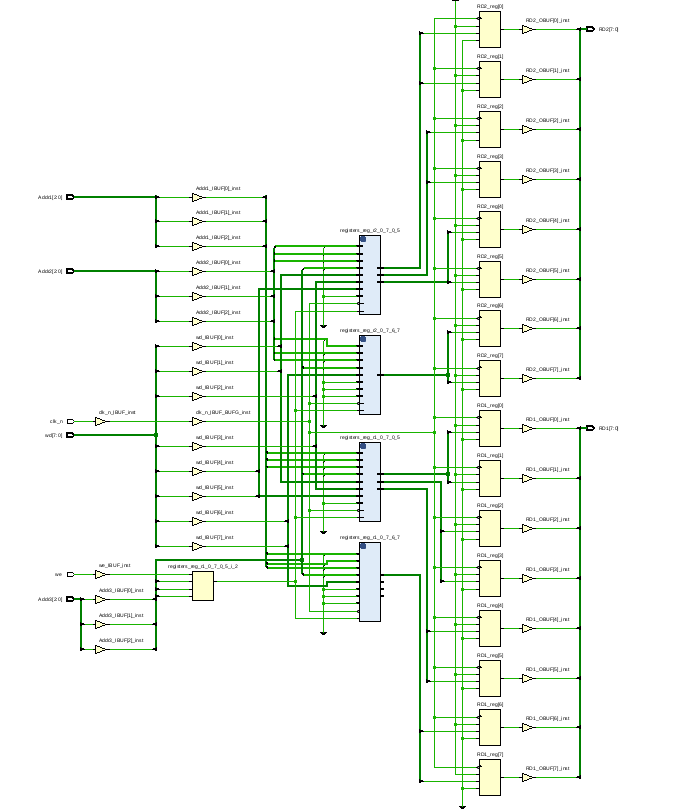 RD2_reg[0]
RD2_OBUF[0]_inst
RD2[7:0]
RD2_reg[1]
RD2_OBUF[1]_inst
RD2_reg[2]
RD2_OBUF[2]_inst
RD2_reg[3]
RD2_OBUF[3]_inst
Addr1_IBUF[0]_inst
Addr1[2:0]
RD2_reg[4]
Addr1_IBUF[1]_inst
RD2_OBUF[4]_inst
registers_reg_r2_0_7_0_5
Addr1_IBUF[2]_inst
RD2_reg[5]
Addr2_IBUF[0]_inst
RD2_OBUF[5]_inst
Addr2[2:0]
Addr2_IBUF[1]_inst
RD2_reg[6]
Addr2_IBUF[2]_inst
RD2_OBUF[6]_inst
registers_reg_r2_0_7_6_7
wd_IBUF[0]_inst
RD2_reg[7]
wd_IBUF[1]_inst
RD2_OBUF[7]_inst
wd_IBUF[2]_inst
RD1_reg[0]
clk_n_IBUF_inst
clk_n_IBUF_BUFG_inst
RD1_OBUF[0]_inst
clk_n
RD1[7:0]
wd[7:0]
registers_reg_r1_0_7_0_5
wd_IBUF[3]_inst
RD1_reg[1]
wd_IBUF[4]_inst
RD1_OBUF[1]_inst
wd_IBUF[5]_inst
RD1_reg[2]
wd_IBUF[6]_inst
RD1_OBUF[2]_inst
registers_reg_r1_0_7_6_7
wd_IBUF[7]_inst
RD1_reg[3]
we_IBUF_inst
registers_reg_r1_0_7_0_5_i_2
we
RD1_OBUF[3]_inst
Addr3_IBUF[0]_inst
Addr3[2:0]
RD1_reg[4]
Addr3_IBUF[1]_inst
RD1_OBUF[4]_inst
Addr3_IBUF[2]_inst
RD1_reg[5]
RD1_OBUF[5]_inst
RD1_reg[6]
RD1_OBUF[6]_inst
RD1_reg[7]
RD1_OBUF[7]_inst